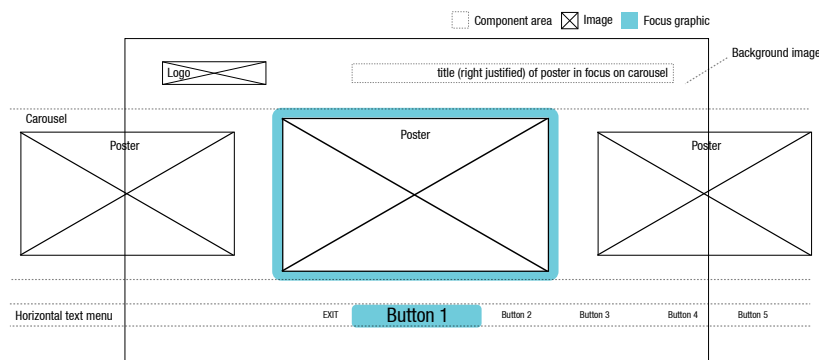 Component area
Image
Focus graphic
Background image
Logo
title (right justified) of poster in focus on carousel
Carousel
Poster
Poster
Poster
Horizontal text menu
EXIT
Button 1
Button 2
Button 3
Button 4
Button 5